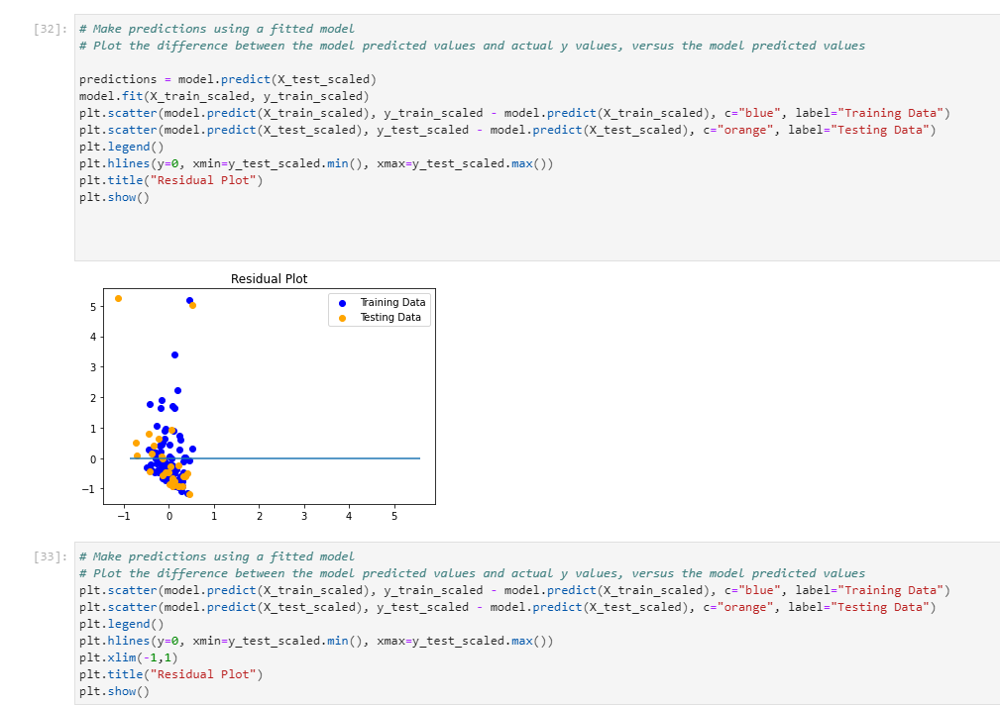 [32]: # Make predictions using a fitted model
# Plot the difference between the model predicted values and actual y values, versus the model predicted values
predictions = model.predict(X_test_scaled)
model.fit(X_train_scaled, y_train_scaled)
plt.scatter(model.predict(X_train_scaled), y_train_scaled - model.predict(X_train_scaled), c="blue", label="Training Data")
plt.scatter(model.predict(X_test_scaled), y_test_scaled - model.predict(X_test_scaled), c="orange", label="Testing Data")
plt.legend()
plt.hlines(y=0, xmin=y_test_scaled.min(), xmax=y_test_scaled.max())
plt.title("Residual Plot")
plt.show()
Residual Plot
Training Data
Testing Data
5
4
3
2
1
0
−1
−1 0 1 2 3 4 5
[33]: # Make predictions using a fitted model
# Plot the difference between the model predicted values and actual y values, versus the model predicted values
plt.scatter(model.predict(X_train_scaled), y_train_scaled - model.predict(X_train_scaled), c="blue", label="Training Data")
plt.scatter(model.predict(X_test_scaled), y_test_scaled - model.predict(X_test_scaled), c="orange", label="Testing Data")
plt.legend()
plt.hlines(y=0, xmin=y_test_scaled.min(), xmax=y_test_scaled.max())
plt.xlim(-1,1)
plt.title("Residual Plot")
plt.show()